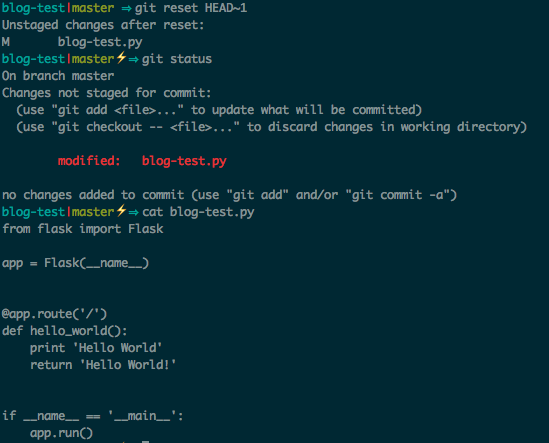 blog-test|master ⇒git reset HEAD~1
Unstaged changes after reset:
M       blog-test.py
blog-test|master⚡⇒git status
On branch master
Changes not staged for commit:
  (use "git add <file>..." to update what will be committed)
  (use "git checkout -- <file>..." to discard changes in working directory)
        modified:   blog-test.py
no changes added to commit (use "git add" and/or "git commit -a")
blog-test|master⚡⇒cat blog-test.py
from flask import Flask
app = Flask(__name__)
@app.route('/')
def hello_world():
    print 'Hello World'
    return 'Hello World!'
if __name__ == '__main__':
    app.run()